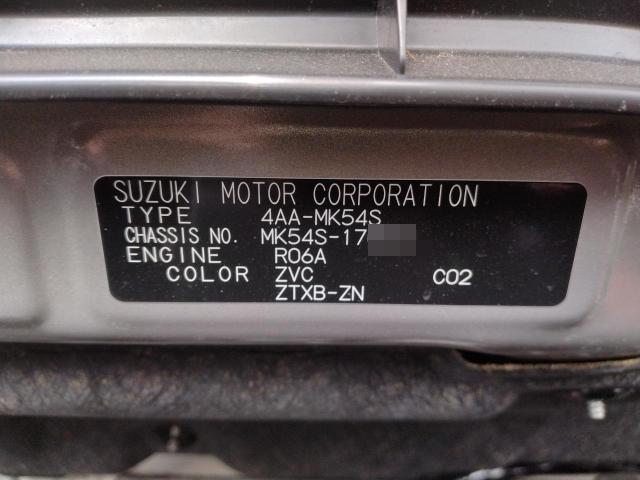 SUZUKI MOTOR CORPORATION
TYPE 4AA-MK54S
CHASSIS NO. MK54S-17
ENGINE R06A
COLOR ZVC C02
ZTXB-ZN